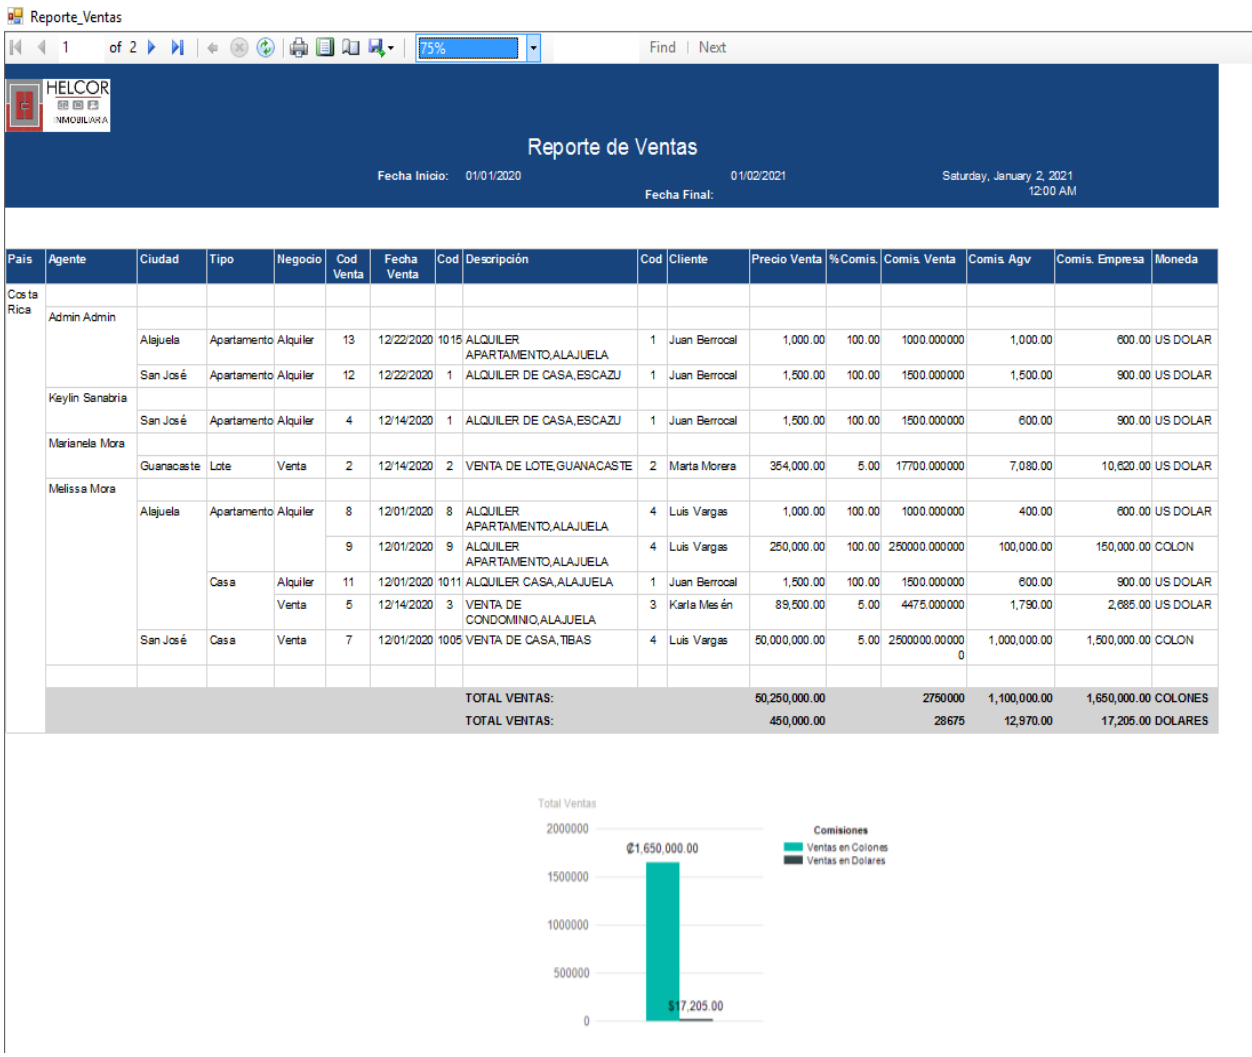 Reporte_Ventas
1 of 2 75% Find | Next
HELCOR
INMOBILIARIA
Reporte de Ventas
Fecha Inicio: 01/01/2020 01/02/2021 Saturday, January 2, 2021
Fecha Final: 12:00 AM
País Agente Ciudad Tipo Negocio Cod Venta Fecha Venta Cod Descripción Cod Cliente Precio Venta %Comis. Comis. Venta Comis. Agv Comis. Empresa Moneda
Costa Rica
Admin Admin
Alajuela Apartamento Alquiler 13 12/22/2020 1015 ALQUILER 1 Juan Berrocal 1,000.00 100.00 1000.000000 1,000.00 600.00 US DOLAR
APARTAMENTO,ALAJUELA
San José Apartamento Alquiler 12 12/22/2020 1 ALQUILER DE CASA,ESCAZU 1 Juan Berrocal 1,500.00 100.00 1500.000000 1,500.00 900.00 US DOLAR
Keylin Sanabria
San José Apartamento Alquiler 4 12/14/2020 1 ALQUILER DE CASA,ESCAZU 1 Juan Berrocal 1,500.00 100.00 1500.000000 600.00 900.00 US DOLAR
Marianela Mora
Guanacaste Lote Venta 2 12/14/2020 2 VENTA DE LOTE,GUANACASTE 2 Marta Morera 354,000.00 5.00 17700.000000 7,080.00 10,620.00 US DOLAR
Melissa Mora
Alajuela Apartamento Alquiler 8 12/01/2020 8 ALQUILER 4 Luis Vargas 1,000.00 100.00 1000.000000 400.00 600.00 US DOLAR
APARTAMENTO,ALAJUELA
9 12/01/2020 9 ALQUILER 4 Luis Vargas 250,000.00 100.00 250000.000000 100,000.00 150,000.00 COLON
APARTAMENTO,ALAJUELA
Casa Alquiler 11 12/01/2020 1011 ALQUILER CASA,ALAJUELA 1 Juan Berrocal 1,500.00 100.00 1500.000000 600.00 900.00 US DOLAR
Venta 5 12/14/2020 3 VENTA DE 3 Karla Mesén 89,500.00 5.00 4475.000000 1,790.00 2,685.00 US DOLAR
CONDOMINIO,ALAJUELA
San José Casa Venta 7 12/01/2020 1005 VENTA DE CASA,TIBAS 4 Luis Vargas 50,000,000.00 5.00 2500000.00000 1,000,000.00 1,500,000.00 COLON
0
TOTAL VENTAS: 50,250,000.00 2750000 1,100,000.00 1,650,000.00 COLONES
TOTAL VENTAS: 450,000.00 28675 12,970.00 17,205.00 DOLARES
Total Ventas
2000000
₡1,650,000.00
1500000
1000000
500000
$17,205.00
0
Comisiones
Ventas en Colones
Ventas en Dolares